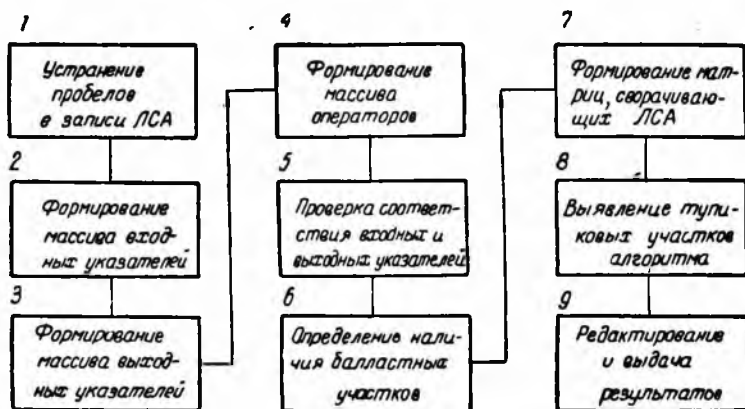 1
Устранение
пробелов
в записи ЛСА
2
Формирование
массива вход-
ных указателей
3
Формирование
массива выход-
ных указателей
4
Формирование
массива
операторов
5
Проверка соответ-
ствия входных и
выходных указателей
6
Определение нали-
чия балластных
участков
7
Формирование мат-
риц, сворачиваю-
щих ЛСА
8
Выявление тупи-
ковых участков
алгоритма
9
Редактирование
и выдача
результатов